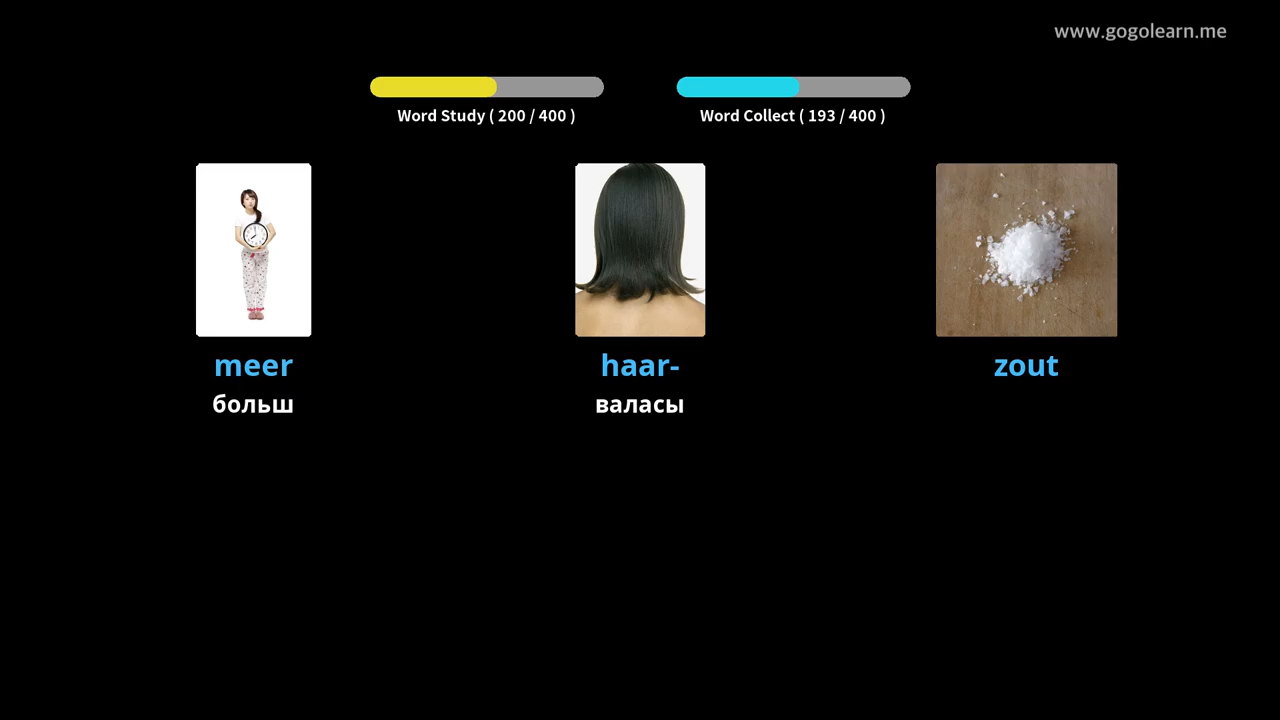 www.gogolearn.me
Word Study ( 200 / 400 )
Word Collect ( 193 / 400 )
meer
больш
haar-
валасы
zout